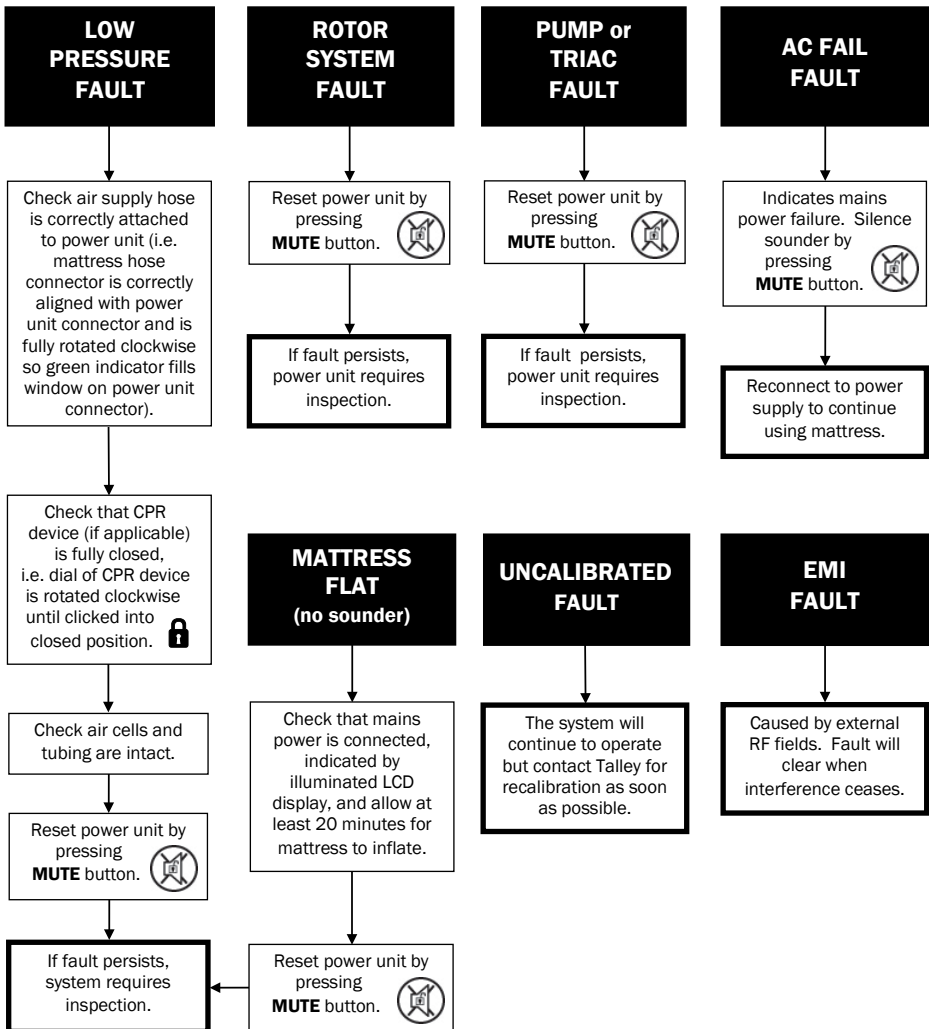 LOW
PRESSURE
FAULT
Check air supply hose
is correctly attached
to power unit (i.e.
mattress hose
connector is correctly
aligned with power
unit connector and is
fully rotated clockwise
so green indicator fills
window on power unit
connector).
Check that CPR
device (if applicable)
is fully closed,
i.e. dial of CPR device
is rotated clockwise
until clicked into
closed position.
Check air cells and
tubing are intact.
Reset power unit by
pressing
MUTE button.
If fault persists,
system requires
inspection.
ROTOR
SYSTEM
FAULT
Reset power unit by
pressing
MUTE button.
If fault persists,
power unit requires
inspection.
PUMP or
TRIAC
FAULT
Reset power unit by
pressing
MUTE button.
If fault persists,
power unit requires
inspection.
AC FAIL
FAULT
Indicates mains
power failure. Silence
sounder by
pressing
MUTE button.
Reconnect to power
supply to continue
using mattress.
MATTRESS
FLAT
(no sounder)
Check that mains
power is connected,
indicated by
illuminated LCD
display, and allow at
least 20 minutes for
mattress to inflate.
Reset power unit by
pressing
MUTE button.
UNCALIBRATED
FAULT
The system will
continue to operate
but contact Talley for
recalibration as soon
as possible.
EMI
FAULT
Caused by external
RF fields. Fault will
clear when
interference ceases.